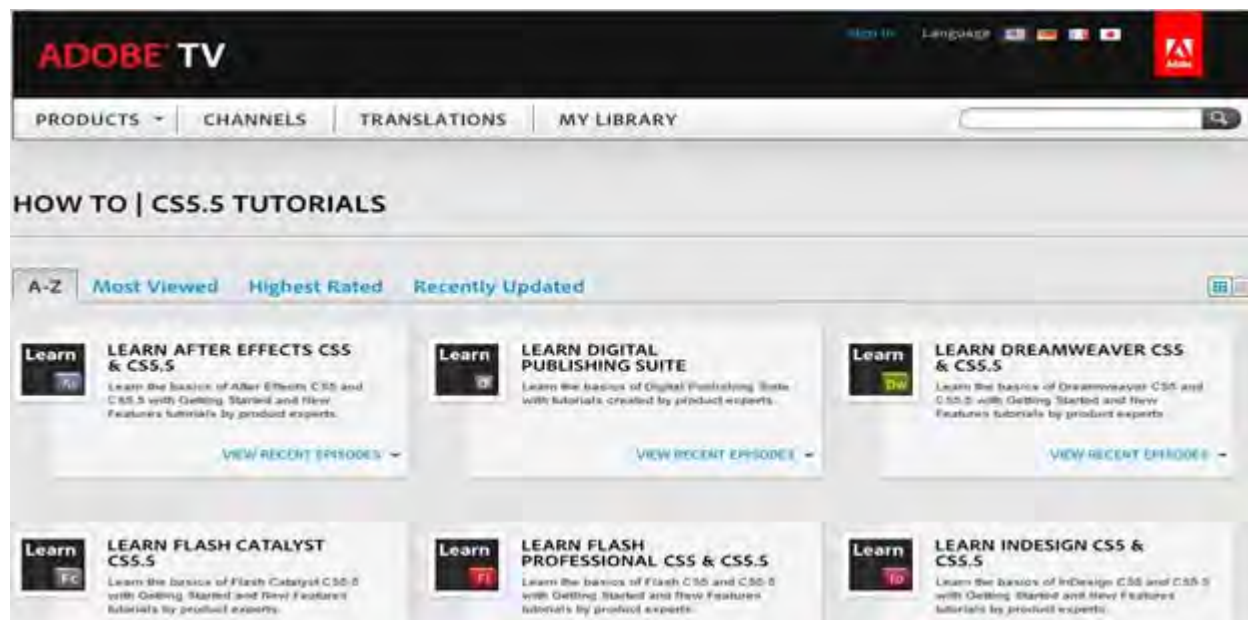 ADOBE® TV
Sign In Language
Adobe
PRODUCTS CHANNELS TRANSLATIONS MY LIBRARY
HOW TO | CS5.5 TUTORIALS
A-Z Most Viewed Highest Rated Recently Updated
Learn
LEARN AFTER EFFECTS CS5
& CS5.5
Learn the basics of After Effects CS5 and
CS5.5 with Getting Started and New
Features tutorials by product experts.
VIEW RECENT EPISODES
Learn
LEARN DIGITAL
PUBLISHING SUITE
Learn the basics of Digital Publishing Suite
with tutorials created by product experts.
VIEW RECENT EPISODES
Learn
Dw
LEARN DREAMWEAVER CS5
& CS5.5
Learn the basics of Dreamweaver CS5 and
CS5.5 with Getting Started and New
Features tutorials by product experts.
VIEW RECENT EPISODES
Learn
Fc
LEARN FLASH CATALYST
CS5.5
Learn the basics of Flash Catalyst CS5.5
with Getting Started and New Features
tutorials by product experts.
Learn
Fl
LEARN FLASH
PROFESSIONAL CS5 & CS5.5
Learn the basics of Flash CS5 and CS5.5
with Getting Started and New Features
tutorials by product experts.
Learn
Id
LEARN INDESIGN CS5 &
CS5.5
Learn the basics of InDesign CS5 and CS5.5
with Getting Started and New Features
tutorials by product experts.